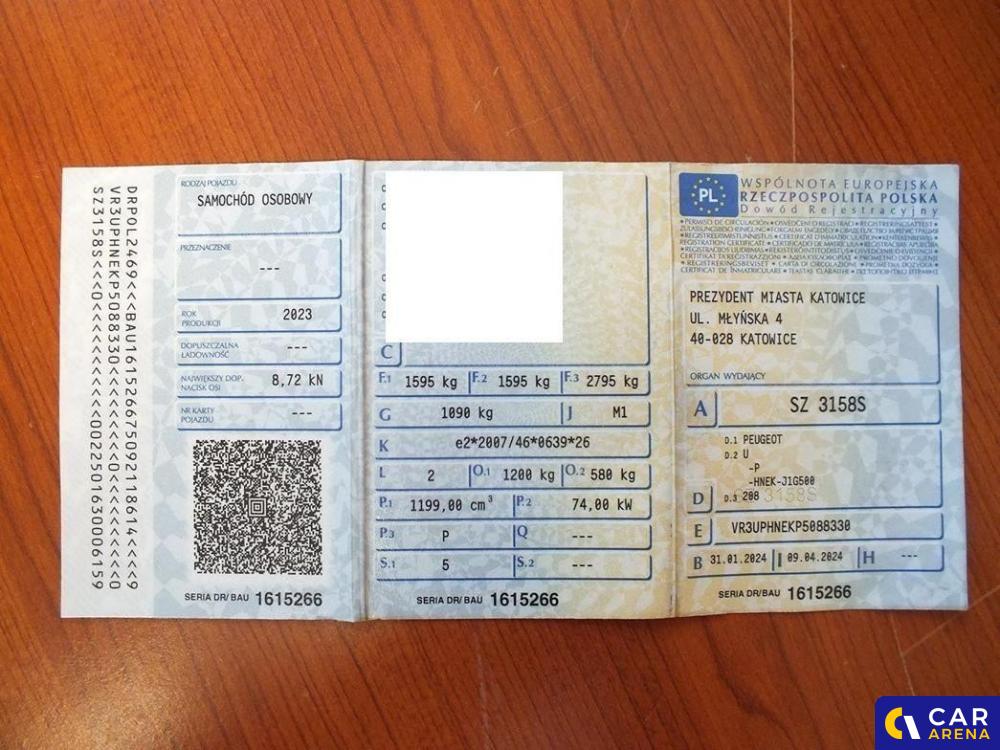 DRPOL2469<<<BAU161526675092118614<<<<9
VR3UPHNEKP5088330<<<<<<<<<<0<<<<<<<<0
SZ3158S<<<0<<<<<<<<<<<0022501630006159
RODZAJ POJAZDU
SAMOCHÓD OSOBOWY
PRZEZNACZENIE
---
ROK PRODUKCJI 2023
DOPUSZCZALNA ŁADOWNOŚĆ ---
NAJWIĘKSZY DOP. NACISK OSI 8,72 kN
NR KARTY POJAZDU ---
SERIA DR/BAU 1615266
C
F.1 1595 kg F.2 1595 kg F.3 2795 kg
G 1090 kg J M1
K e2*2007/46*0639*26
L 2 O.1 1200 kg O.2 580 kg
P.1 1199,00 cm³ P.2 74,00 kW
P.3 P Q ---
S.1 5 S.2 ---
SERIA DR/BAU 1615266
PL
WSPÓLNOTA EUROPEJSKA
RZECZPOSPOLITA POLSKA
Dowód Rejestracyjny
PREZYDENT MIASTA KATOWICE
UL. MŁYŃSKA 4
40-028 KATOWICE
ORGAN WYDAJĄCY
A SZ 3158S
D.1 PEUGEOT
D.2 U
-P
-HNEK-J1G500
D D.3 208 3158S
E VR3UPHNEKP5088330
B 31.01.2024 I 09.04.2024 H ---
SERIA DR/BAU 1615266
CAR
ARENA